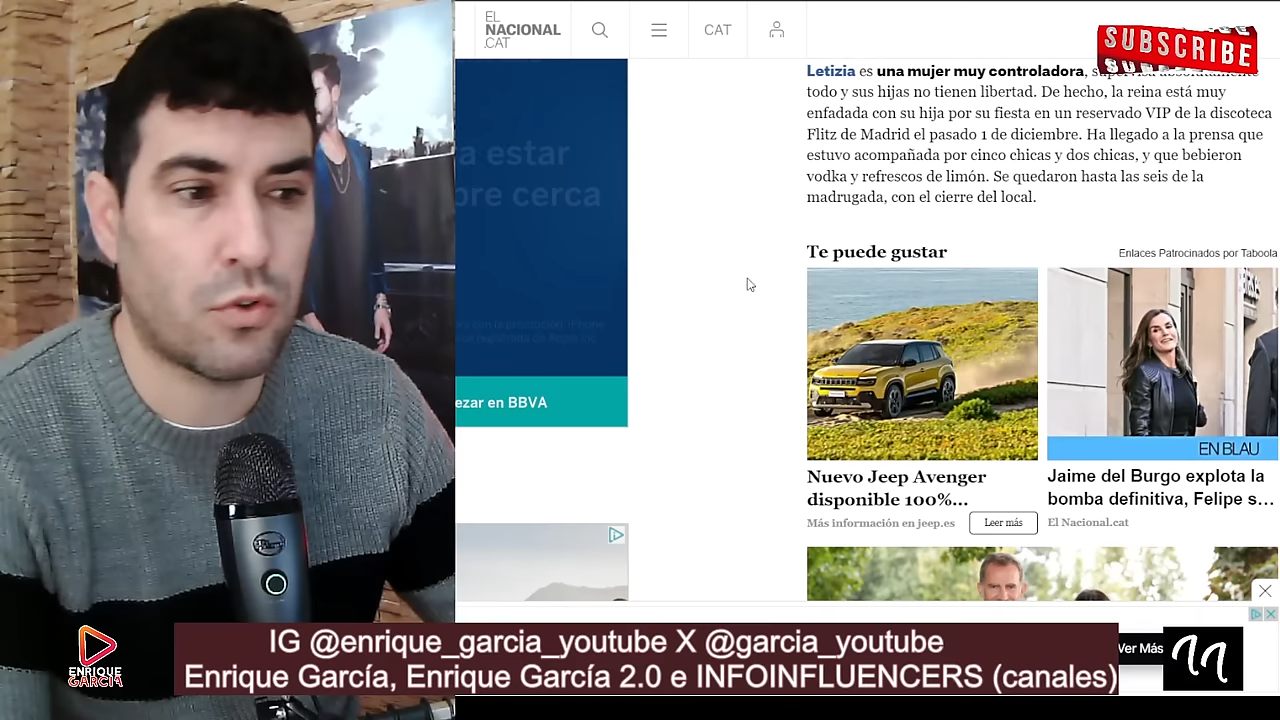 EL
NACIONAL
.CAT
CAT
SUBSCRIBE
Letizia es una mujer muy controladora, supervisa absolutamente
todo y sus hijas no tienen libertad. De hecho, la reina está muy
enfadada con su hija por su fiesta en un reservado VIP de la discoteca
Flitz de Madrid el pasado 1 de diciembre. Ha llegado a la prensa que
estuvo acompañada por cinco chicas y dos chicas, y que bebieron
vodka y refrescos de limón. Se quedaron hasta las seis de la
madrugada, con el cierre del local.
a estar
bre cerca
ezar en BBVA
Te puede gustar
Enlaces Patrocinados por Taboola
EN BLAU
Nuevo Jeep Avenger
disponible 100%...
Más información en jeep.es
Leer más
Jaime del Burgo explota la
bomba definitiva, Felipe s...
El Nacional.cat
Ver Más
ENRIQUE
GARCÍA
IG @enrique_garcia_youtube X @garcia_youtube
Enrique García, Enrique García 2.0 e INFOINFLUENCERS (canales)